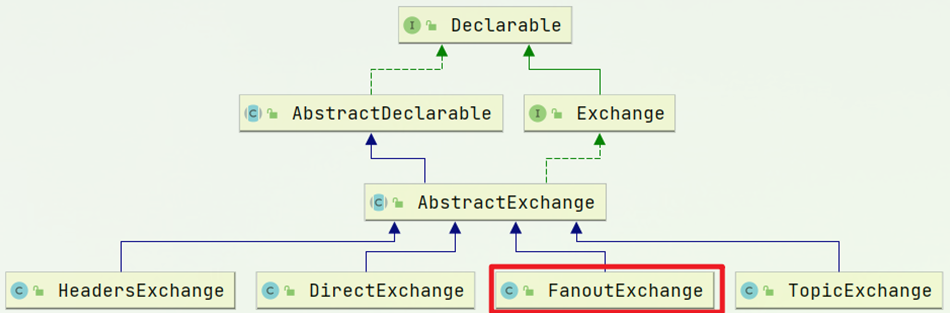 I Declarable
C AbstractDeclarable
I Exchange
C AbstractExchange
C HeadersExchange
C DirectExchange
C FanoutExchange
C TopicExchange